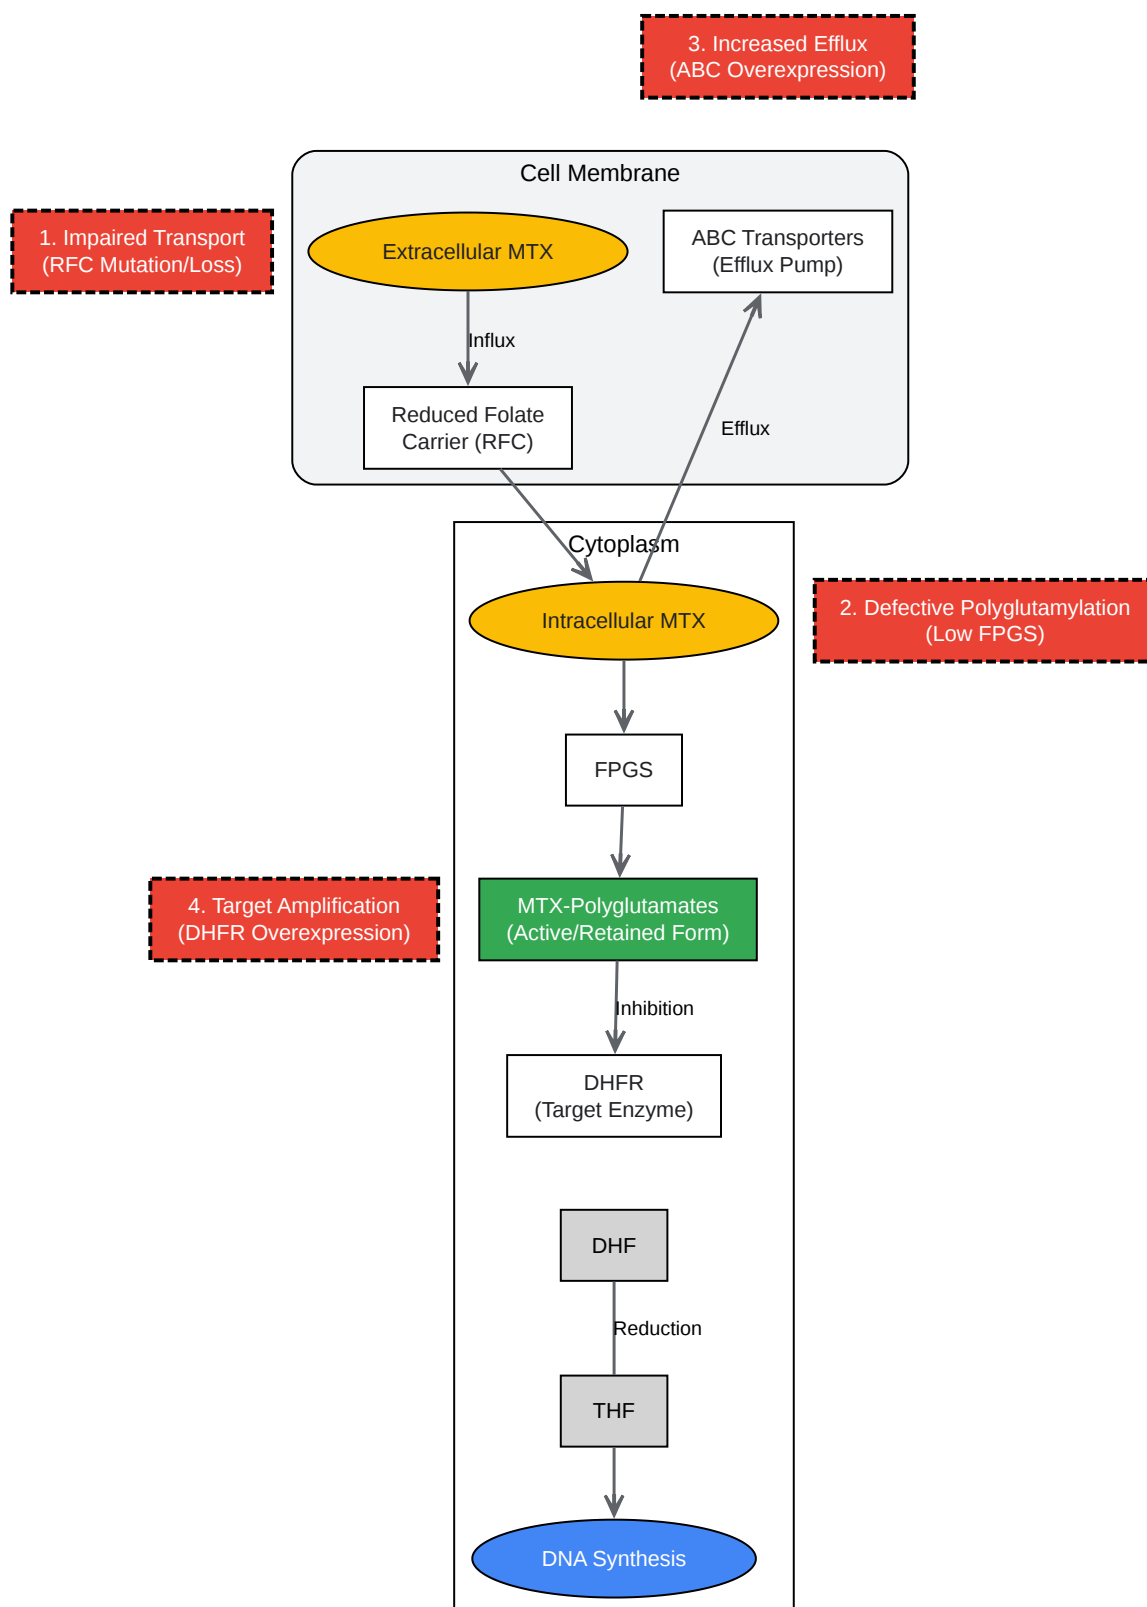 3. Increased Efflux
(ABC Overexpression)
Cell Membrane
1. Impaired Transport
(RFC Mutation/Loss)
Extracellular MTX
ABC Transporters
(Efflux Pump)
Influx
Reduced Folate
Carrier (RFC)
Efflux
Cytoplasm
Intracellular MTX
2. Defective Polyglutamylation
(Low FPGS)
FPGS
4. Target Amplification
(DHFR Overexpression)
MTX-Polyglutamates
(Active/Retained Form)
Inhibition
DHFR
(Target Enzyme)
DHF
Reduction
THF
DNA Synthesis